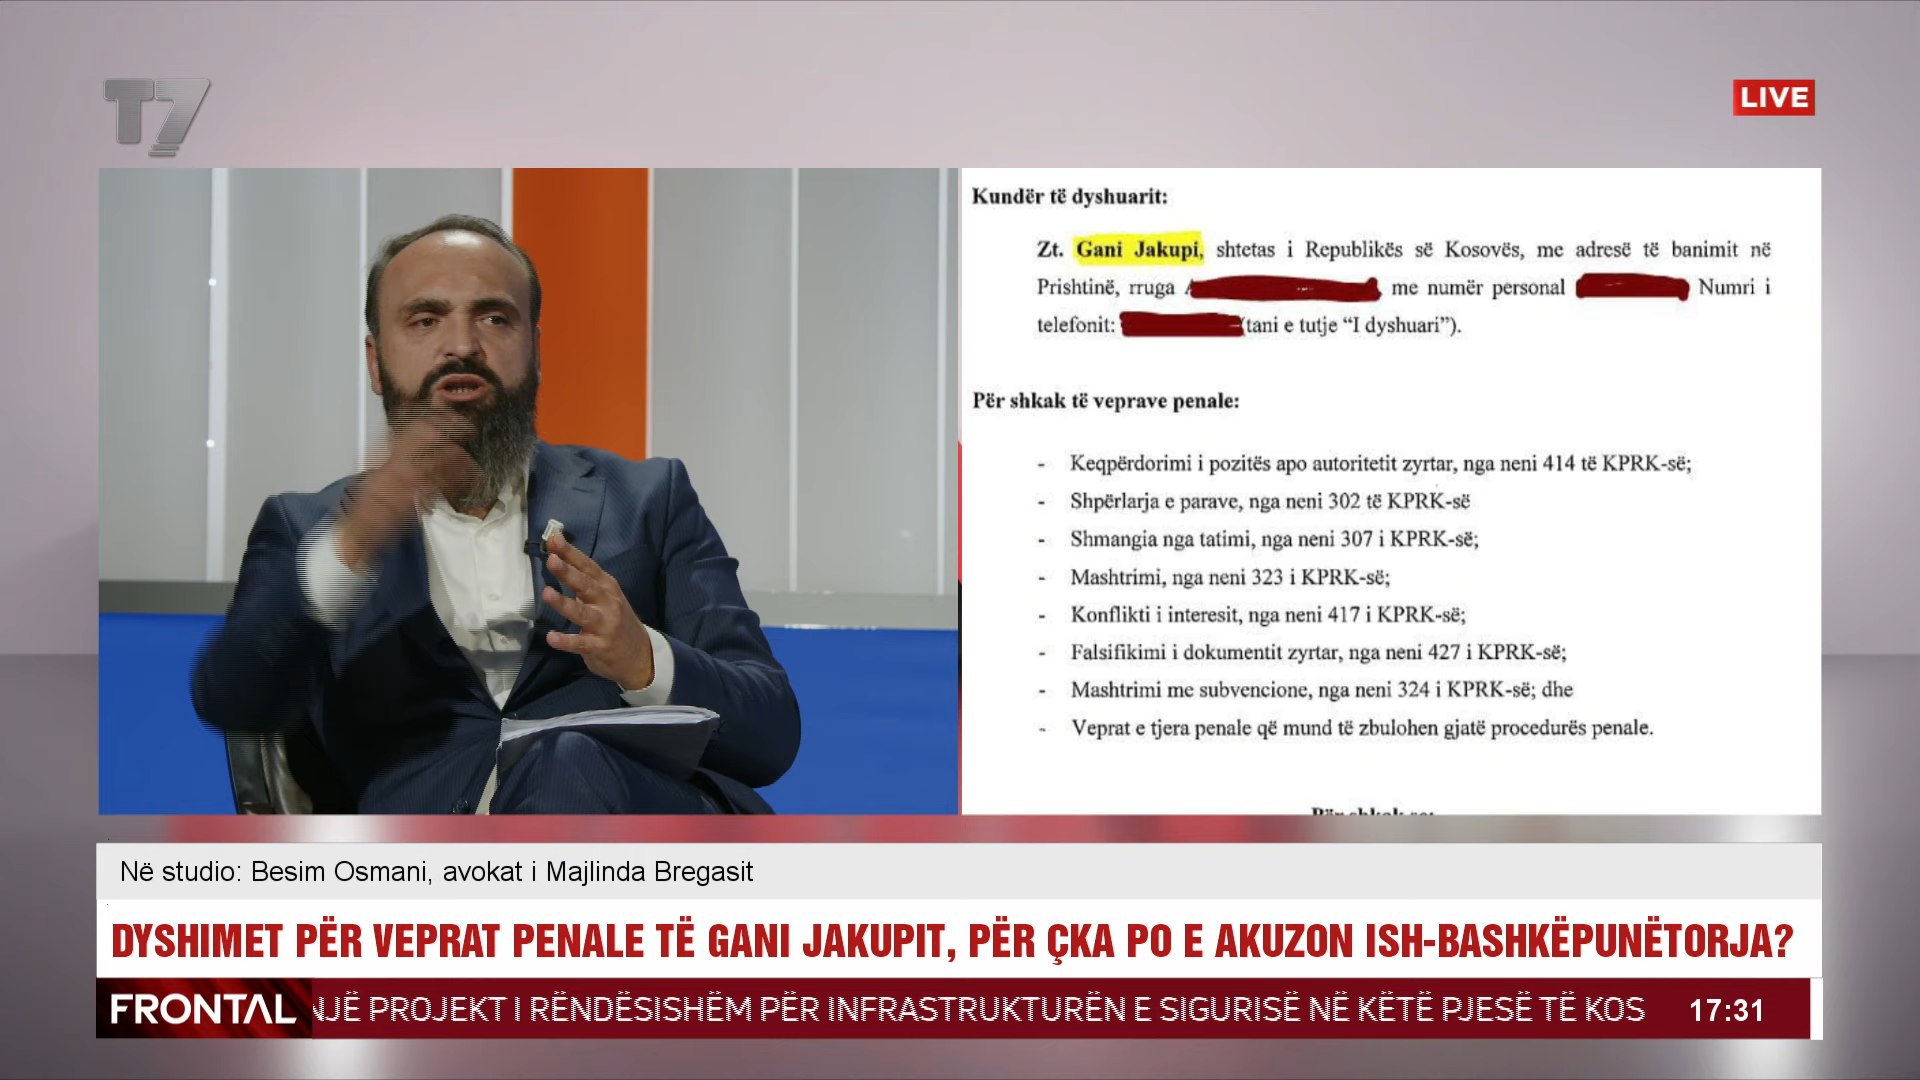 T7
LIVE
Kundër të dyshuarit:
Zt. Gani Jakupi, shtetas i Republikës së Kosovës, me adresë të banimit në
Prishtinë, rruga me numër personal Numri i
telefonit: (tani e tutje “I dyshuari”).
Për shkak të veprave penale:
- Keqpërdorimi i pozitës apo autoritetit zyrtar, nga neni 414 të KPRK-së;
- Shpërlarja e parave, nga neni 302 të KPRK-së
- Shmangia nga tatimi, nga neni 307 i KPRK-së;
- Mashtrimi, nga neni 323 i KPRK-së;
- Konflikti i interesit, nga neni 417 i KPRK-së;
- Falsifikimi i dokumentit zyrtar, nga neni 427 i KPRK-së;
- Mashtrimi me subvencione, nga neni 324 i KPRK-së; dhe
- Veprat e tjera penale që mund të zbulohen gjatë procedurës penale.
Në studio: Besim Osmani, avokat i Majlinda Bregasit
DYSHIMET PËR VEPRAT PENALE TË GANI JAKUPIT, PËR ÇKA PO E AKUZON ISH-BASHKËPUNËTORJA?
FRONTAL NJË PROJEKT I RËNDËSISHËM PËR INFRASTRUKTURËN E SIGURISË NË KËTË PJESË TË KOS 17:31